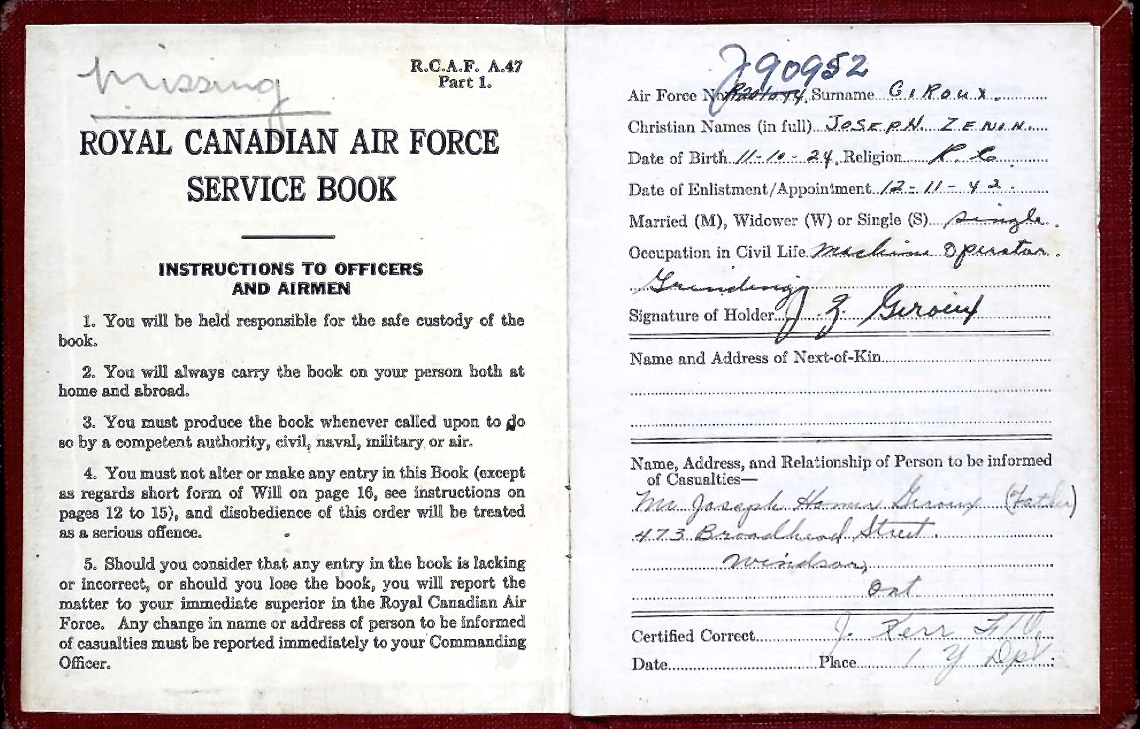 Missing
R.C.A.F. A.47
Part 1.
ROYAL CANADIAN AIR FORCE
SERVICE BOOK
INSTRUCTIONS TO OFFICERS
AND AIRMEN
1. You will be held responsible for the safe custody of the
book.
2. You will always carry the book on your person both at
home and abroad.
3. You must produce the book whenever called upon to do
so by a competent authority, civil, naval, military or air.
4. You must not alter or make any entry in this Book (except
as regards short form of Will on page 16, see instructions on
pages 12 to 15), and disobedience of this order will be treated
as a serious offence.
5. Should you consider that any entry in the book is lacking
or incorrect, or should you lose the book, you will report the
matter to your immediate superior in the Royal Canadian Air
Force. Any change in name or address of person to be informed
of casualties must be reported immediately to your Commanding
Officer.
J90952
Air Force No. Surname GIROUX.
Christian Names (in full) JOSEPH ZENON.
Date of Birth 11-10-24. Religion R.C.
Date of Enlistment/Appointment 12-11-42.
Married (M), Widower (W) or Single (S) Single.
Occupation in Civil Life Machine Operator.
Grinding
Signature of Holder J. Z. Giroux
Name and Address of Next-of-Kin
Name, Address, and Relationship of Person to be informed
of Casualties—
Mr. Joseph Homer Giroux (Father)
473 Broadhead Street.
Windsor,
Ont
Certified Correct J. Kerr F/O.
Date Place 1 Y Dpt